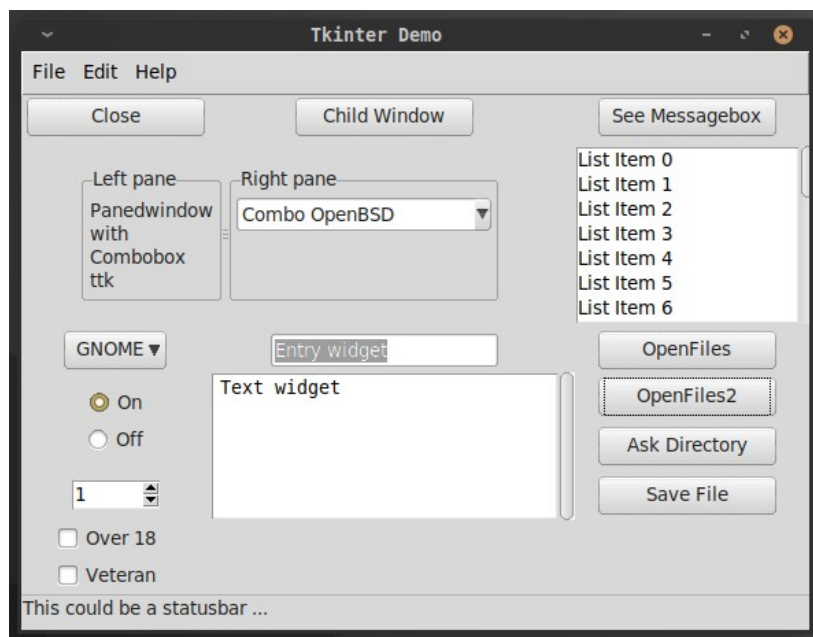 Tkinter Demo
File Edit Help
Close
Child Window
See Messagebox
Left pane
Panedwindow
with
Combobox
ttk
Right pane
Combo OpenBSD
List Item 0
List Item 1
List Item 2
List Item 3
List Item 4
List Item 5
List Item 6
GNOME
Entry widget
OpenFiles
On
Off
Text widget
OpenFiles2
Ask Directory
1
Save File
Over 18
Veteran
This could be a statusbar ...